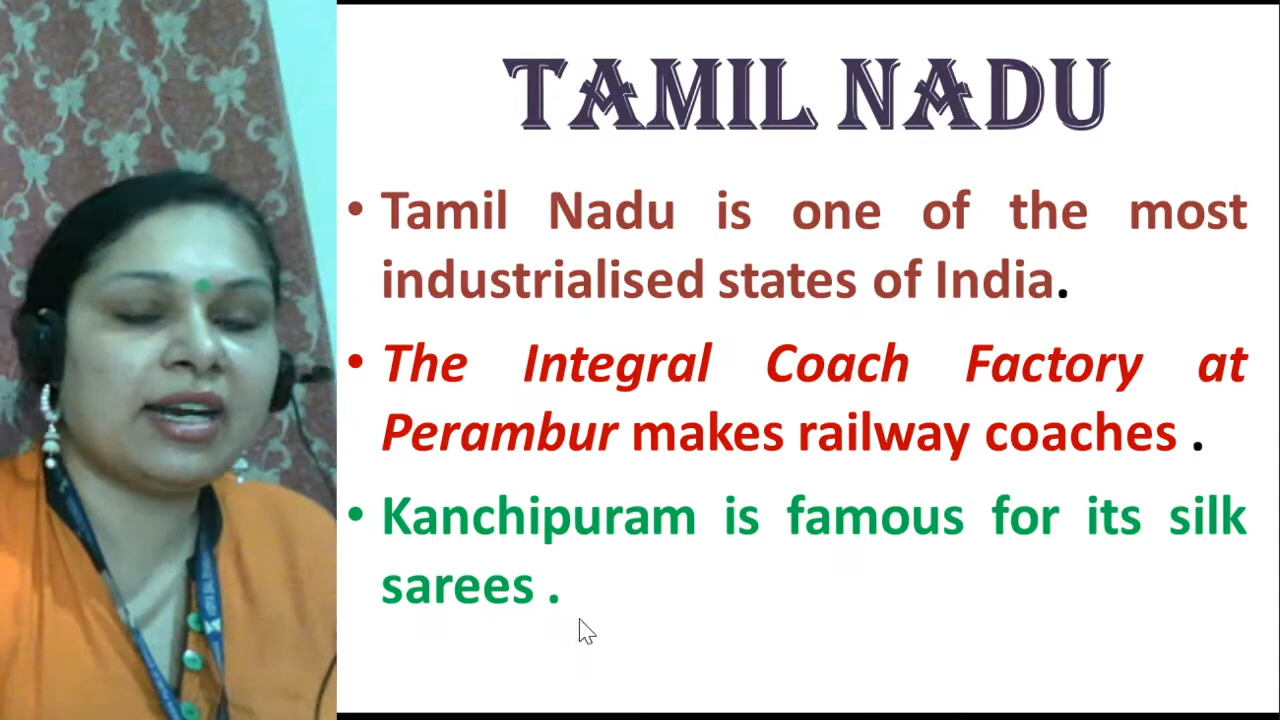 TAMIL NADU
• Tamil Nadu is one of the most
industrialised states of India.
• The Integral Coach Factory at
Perambur makes railway coaches .
• Kanchipuram is famous for its silk
sarees .